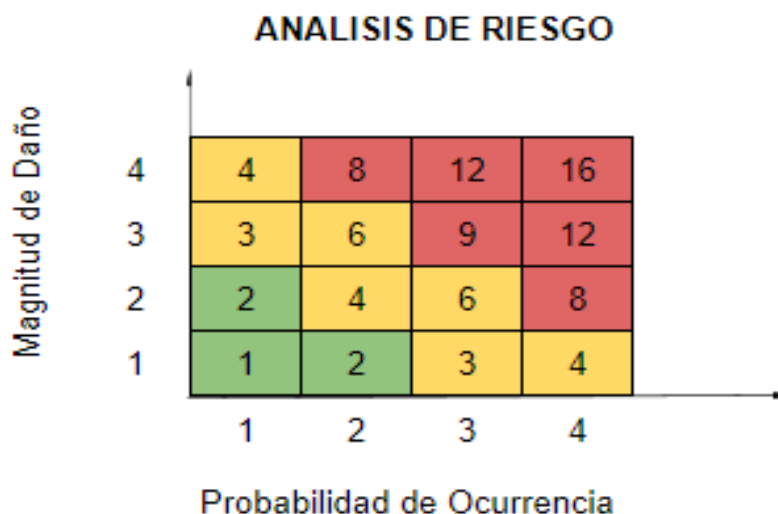 ANALISIS DE RIESGO
Magnitud de Daño
4 4 8 12 16
3 3 6 9 12
2 2 4 6 8
1 1 2 3 4
1 2 3 4
Probabilidad de Ocurrencia